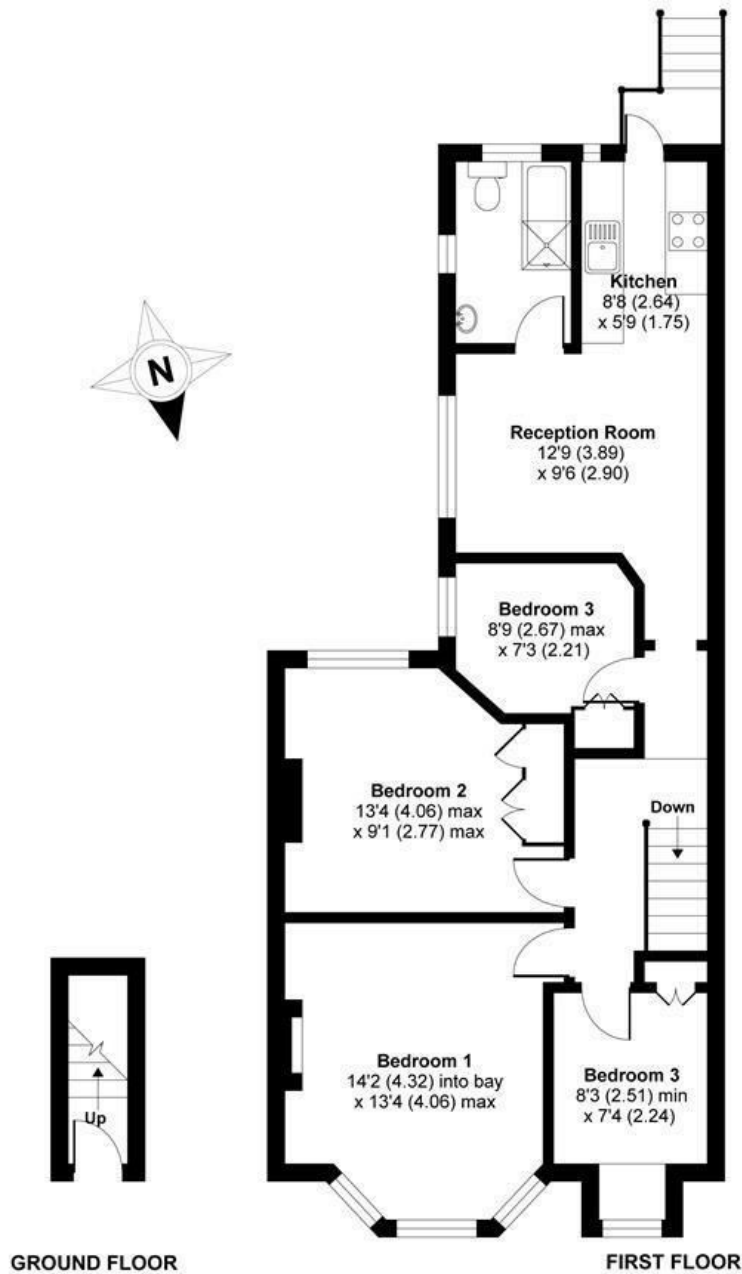 Kitchen
8'8 (2.64)
x 5'9 (1.75)
N
Reception Room
12'9 (3.89)
x 9'6 (2.90)
Bedroom 3
8'9 (2.67) max
x 7'3 (2.21)
Bedroom 2
13'4 (4.06) max
x 9'1 (2.77) max
Down
Bedroom 1
14'2 (4.32) into bay
x 13'4 (4.06) max
Bedroom 3
8'3 (2.51) min
x 7'4 (2.24)
Up
GROUND FLOOR
FIRST FLOOR